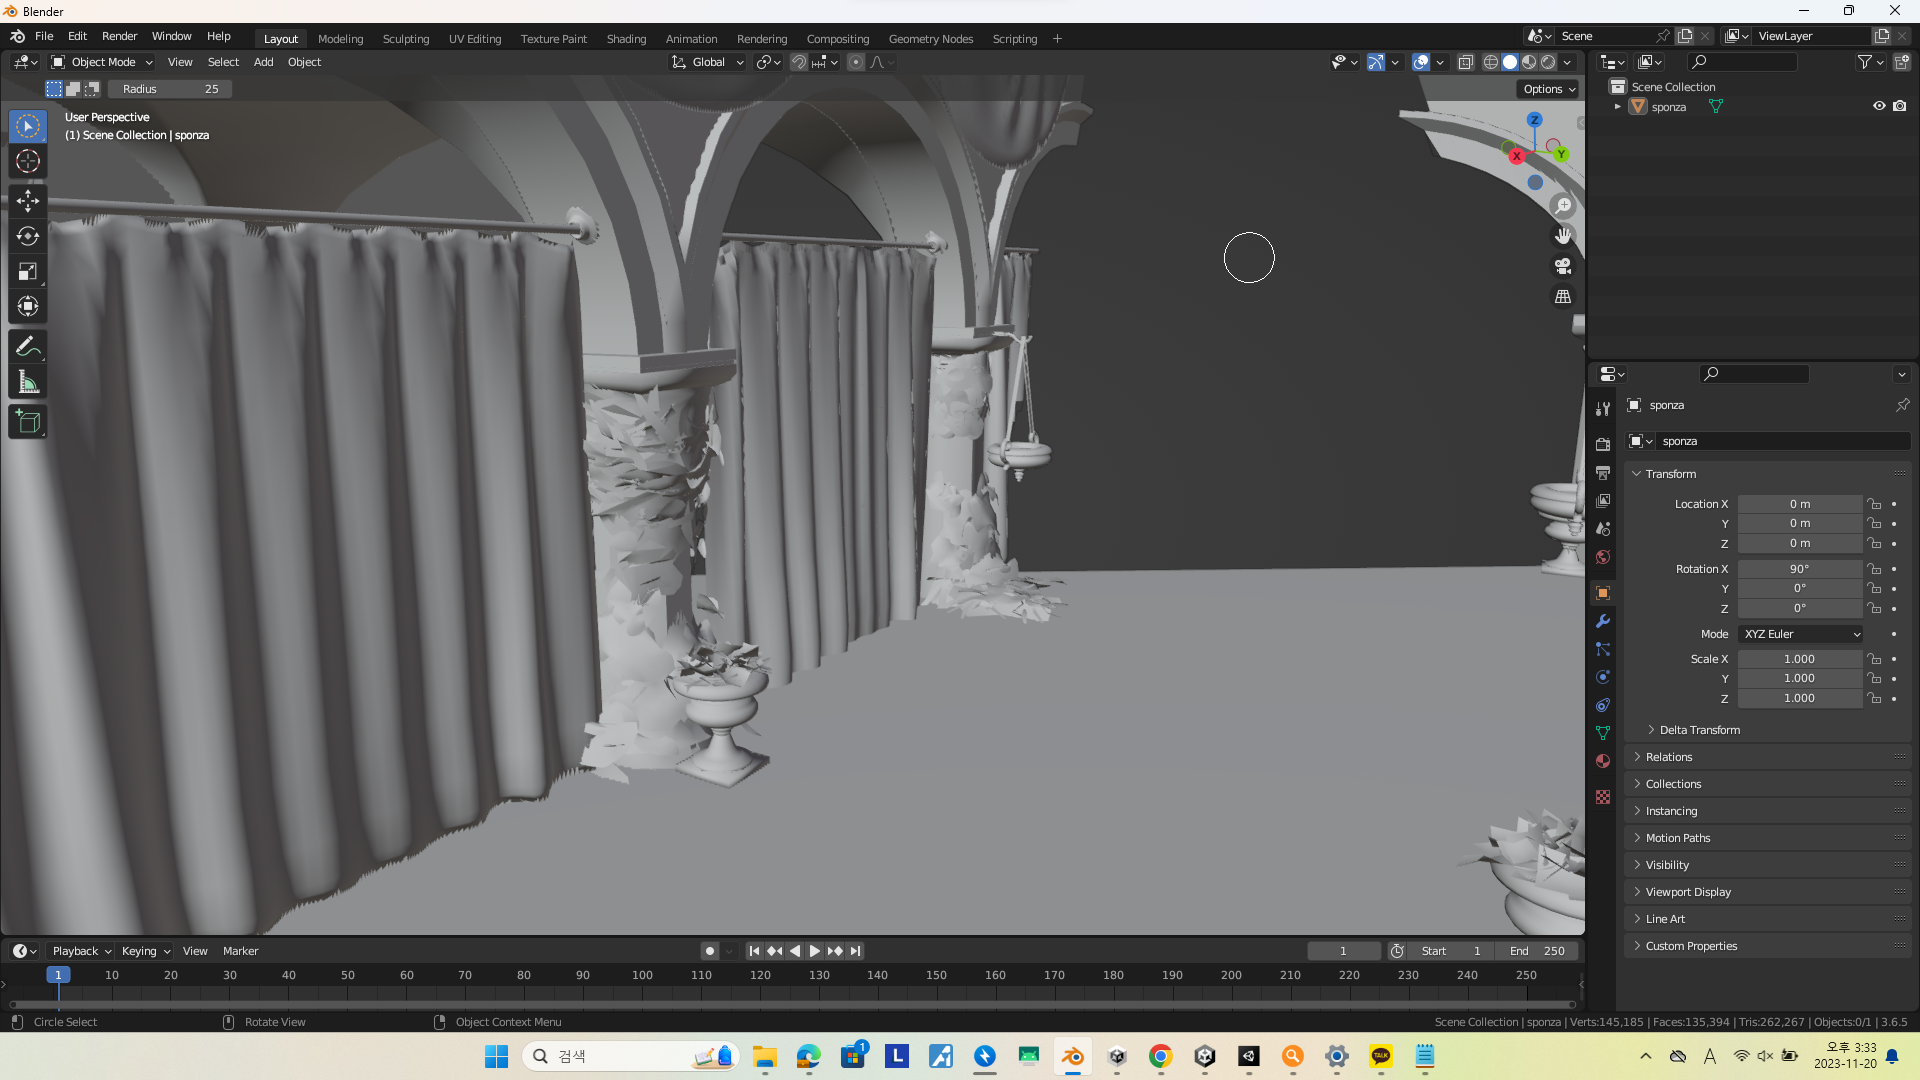 Blender
File Edit Render Window Help
Layout Modeling Sculpting UV Editing Texture Paint Shading Animation Rendering Compositing Geometry Nodes Scripting +
Scene
ViewLayer
Object Mode View Select Add Object
Global
Radius 25
Options
User Perspective
(1) Scene Collection | sponza
Z
X
Y
Scene Collection
sponza
sponza
sponza
Transform
Location X 0 m
Y 0 m
Z 0 m
Rotation X 90°
Y 0°
Z 0°
Mode XYZ Euler
Scale X 1.000
Y 1.000
Z 1.000
Delta Transform
Relations
Collections
Instancing
Motion Paths
Visibility
Viewport Display
Line Art
Custom Properties
Playback Keying View Marker
1
Start 1
End 250
1 10 20 30 40 50 60 70 80 90 100 110 120 130 140 150 160 170 180 190 200 210 220 230 240 250
Circle Select
Rotate View
Object Context Menu
Scene Collection | sponza | Verts:145,185 | Faces:135,394 | Tris:262,267 | Objects:0/1 | 3.6.5
검색
1
L
TALK
A
오후 3:33
2023-11-20